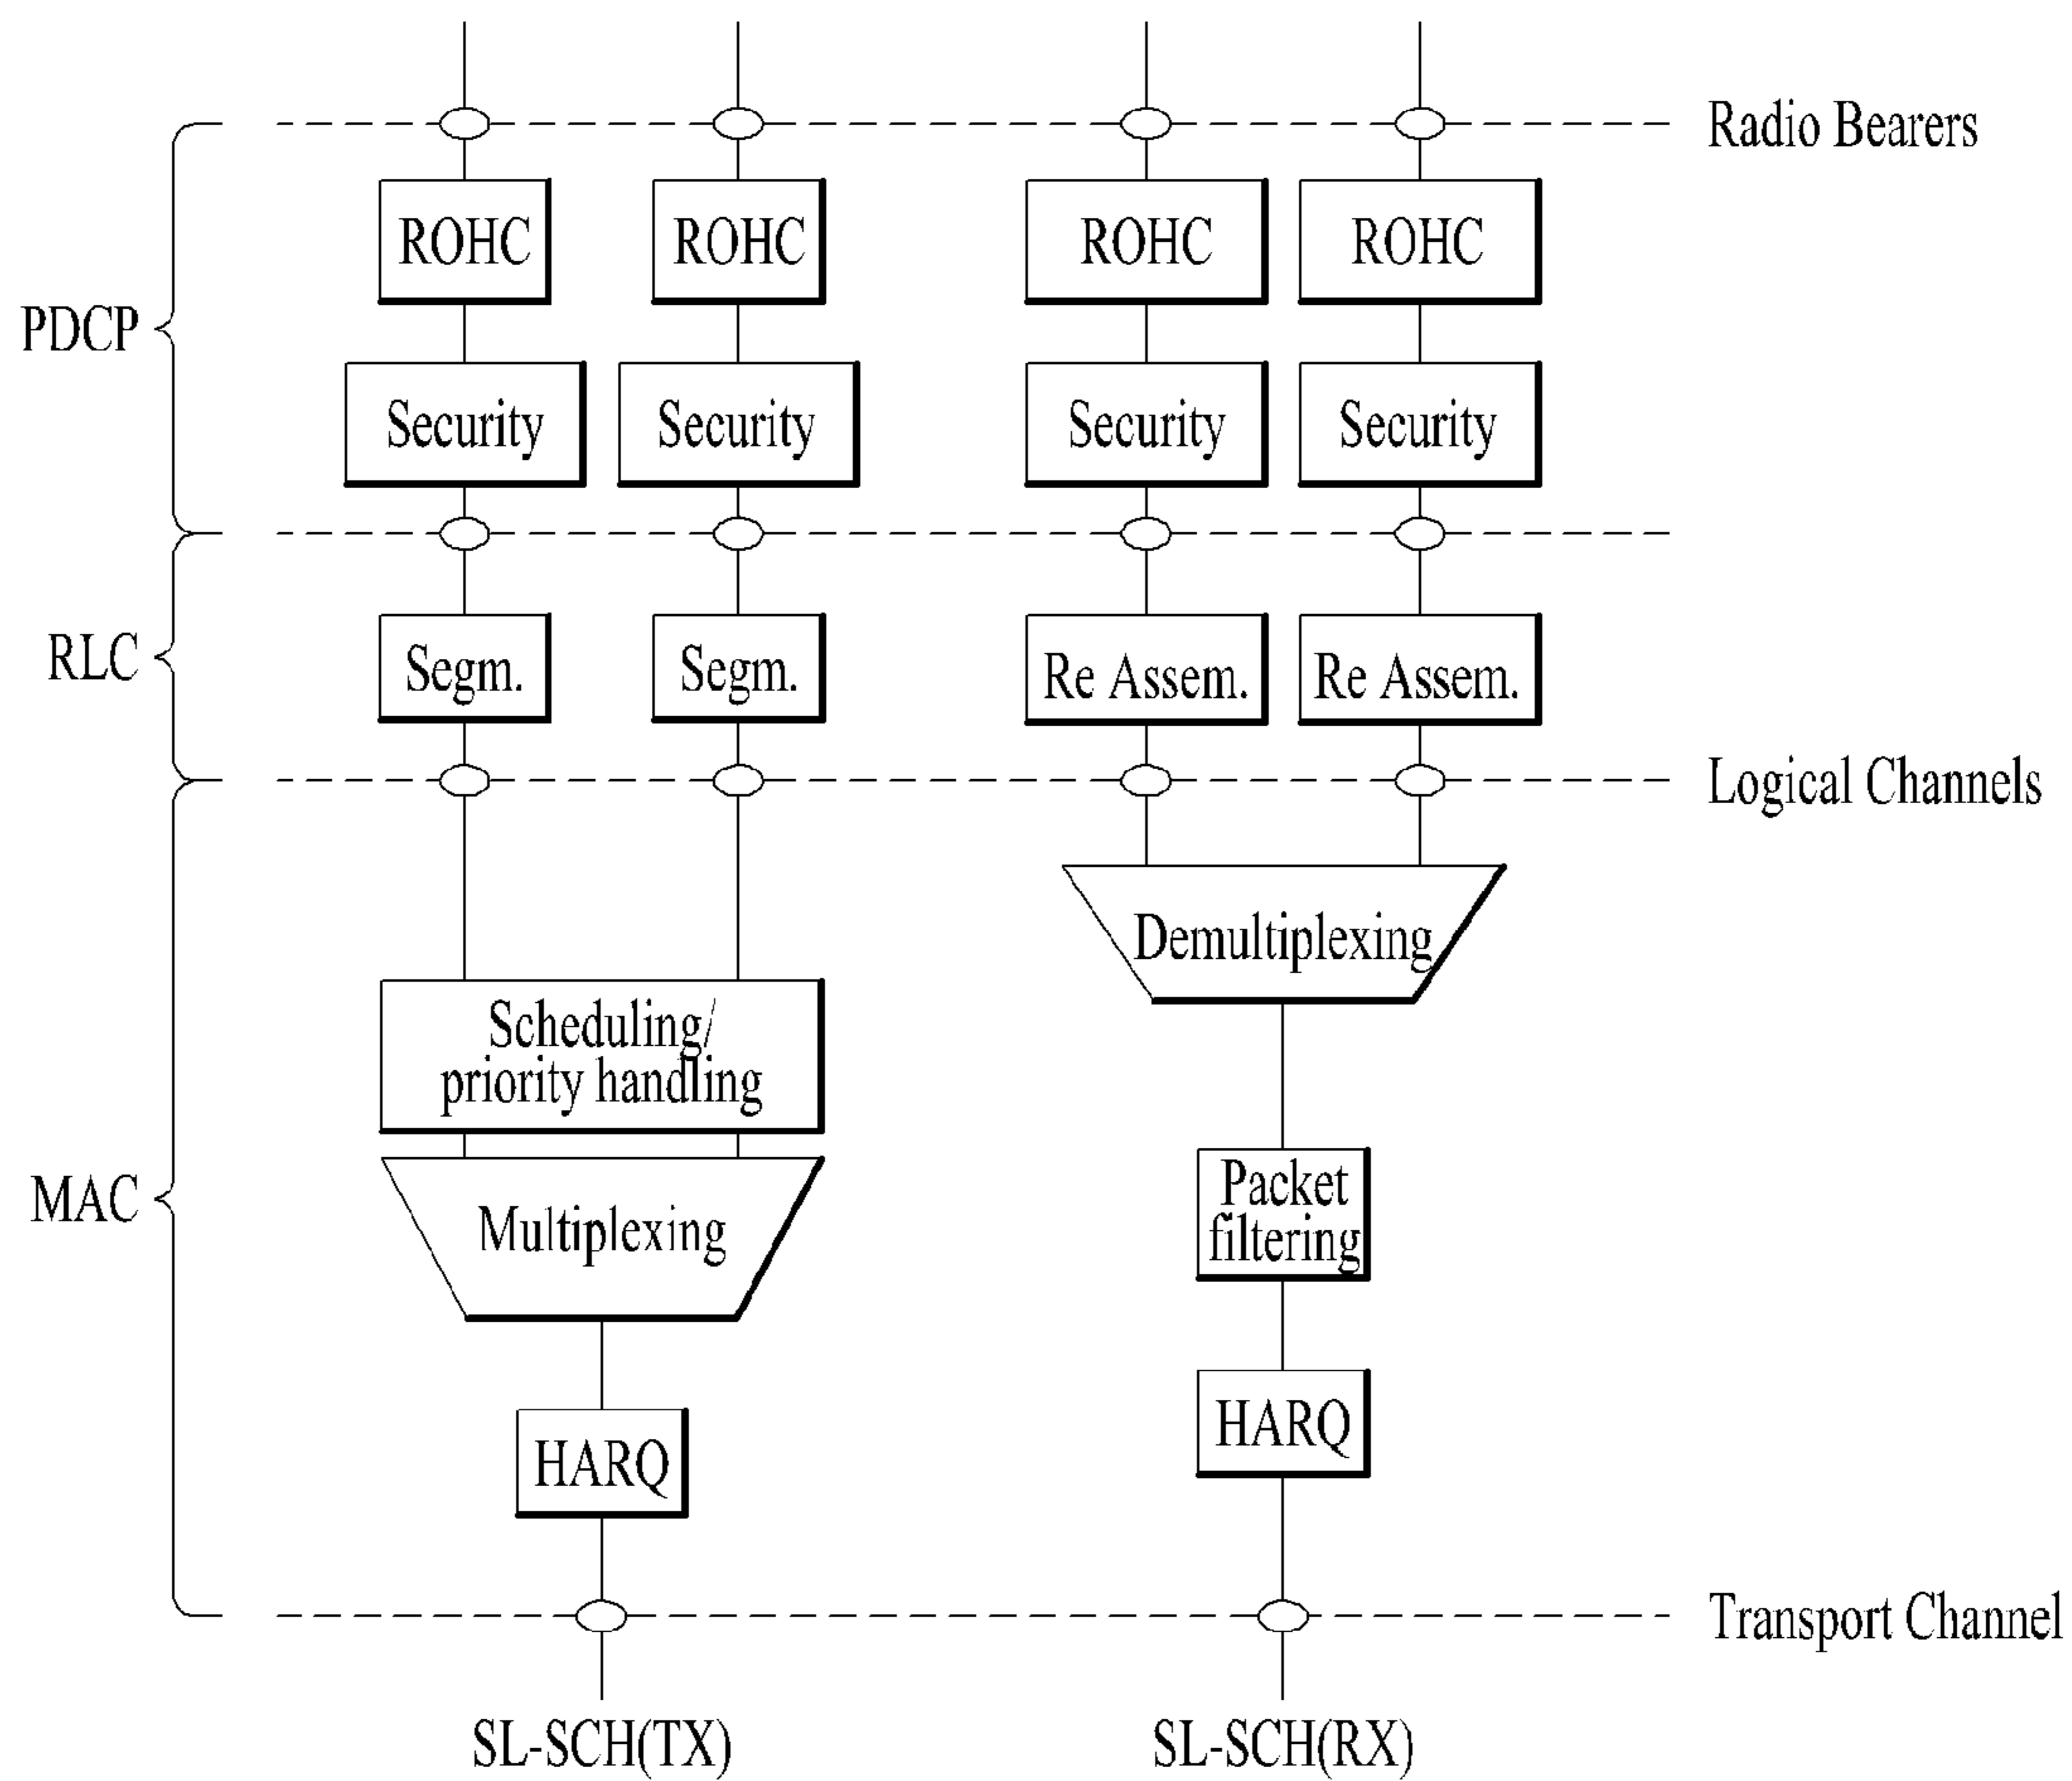 Radio Bearers
ROHC
ROHC
ROHC
ROHC
PDCP
Security
Security
Security
Security
RLC
Segm.
Segm.
Re Assem.
Re Assem.
Logical Channels
Demultiplexing
Scheduling/
priority handling
MAC
Multiplexing
Packet
filtering
HARQ
HARQ
Transport Channel
SL-SCH(TX)
SL-SCH(RX)